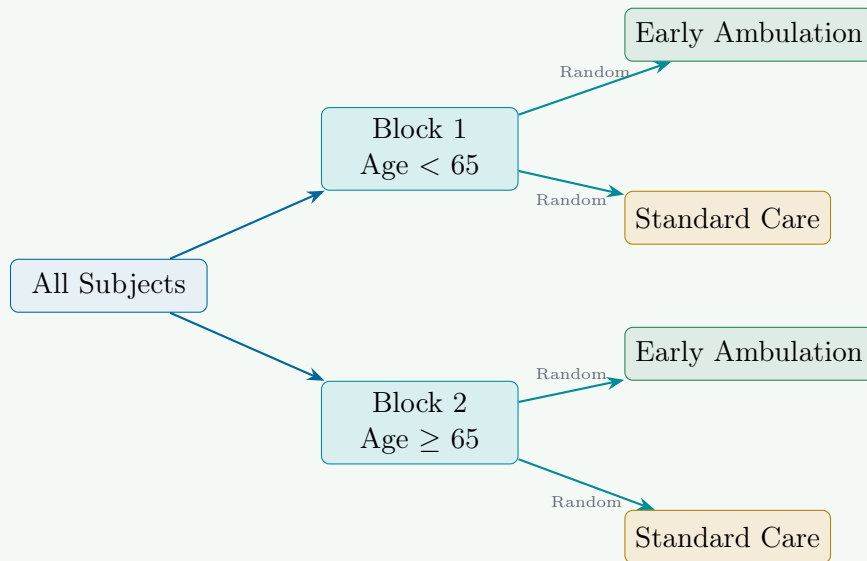 All Subjects
Block 1
Age < 65
Random
Early Ambulation
Random
Standard Care
Block 2
Age ≥ 65
Random
Early Ambulation
Random
Standard Care